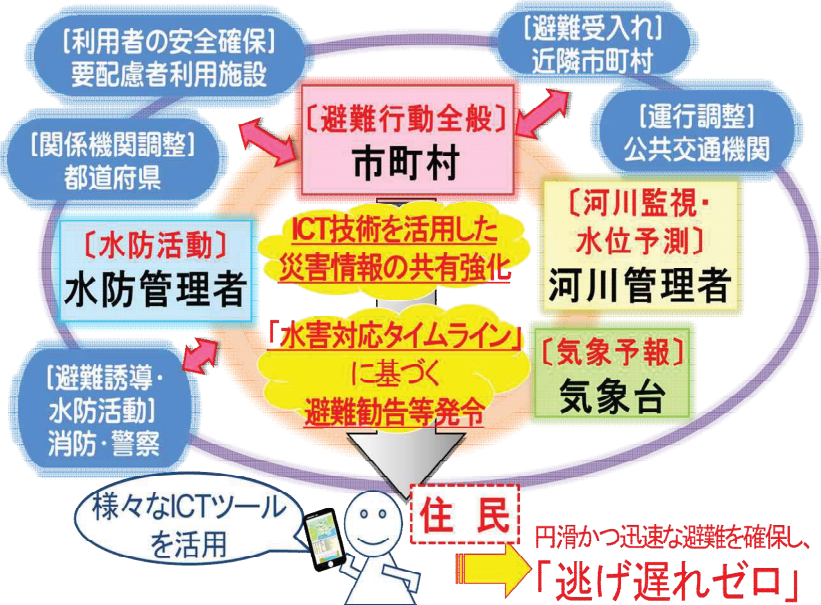 [利用者の安全確保]
要配慮者利用施設
[避難受入れ]
近隣市町村
[関係機関調整]
都道府県
〔避難行動全般〕
市町村
[運行調整]
公共交通機関
〔水防活動〕
水防管理者
ICT技術を活用した
災害情報の共有強化
〔河川監視・
水位予測〕
河川管理者
「水害対応タイムライン」
に基づく
避難勧告等発令
〔気象予報〕
気象台
[避難誘導・
水防活動]
消防・警察
様々なICTツール
を活用
住 民
円滑かつ迅速な避難を確保し、
「逃げ遅れゼロ」